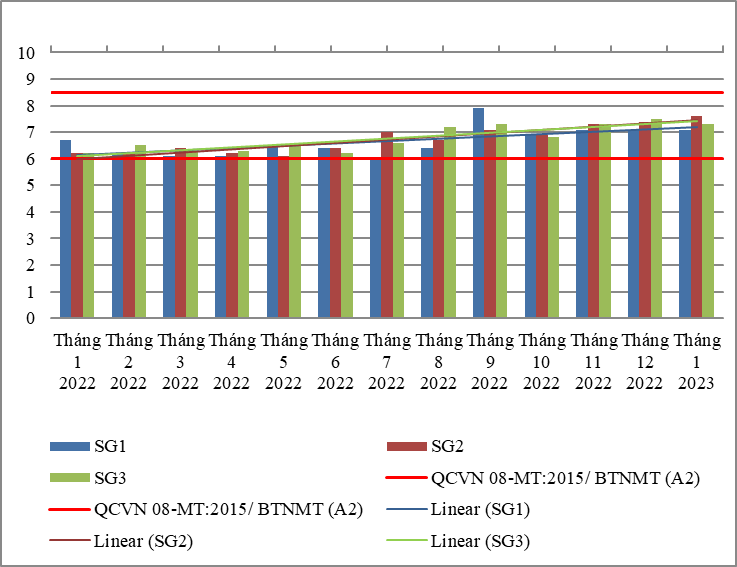 10
9
8
7
6
5
4
3
2
1
0
Tháng Tháng Tháng Tháng Tháng Tháng Tháng Tháng Tháng Tháng Tháng Tháng Tháng
1 2 3 4 5 6 7 8 9 10 11 12 1
2022 2022 2022 2022 2022 2022 2022 2022 2022 2022 2022 2022 2023
SG1 SG2
SG3 QCVN 08-MT:2015/ BTNMT (A2)
QCVN 08-MT:2015/ BTNMT (A2) Linear (SG1)
Linear (SG2) Linear (SG3)